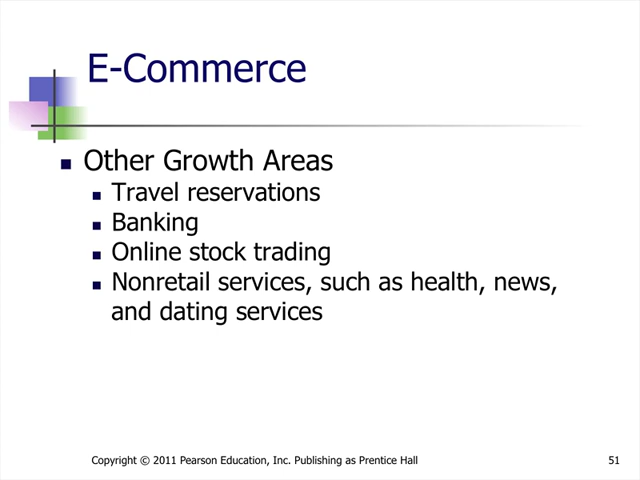 E-Commerce
Other Growth Areas
Travel reservations
Banking
Online stock trading
Nonretail services, such as health, news,
and dating services
Copyright © 2011 Pearson Education, Inc. Publishing as Prentice Hall 51